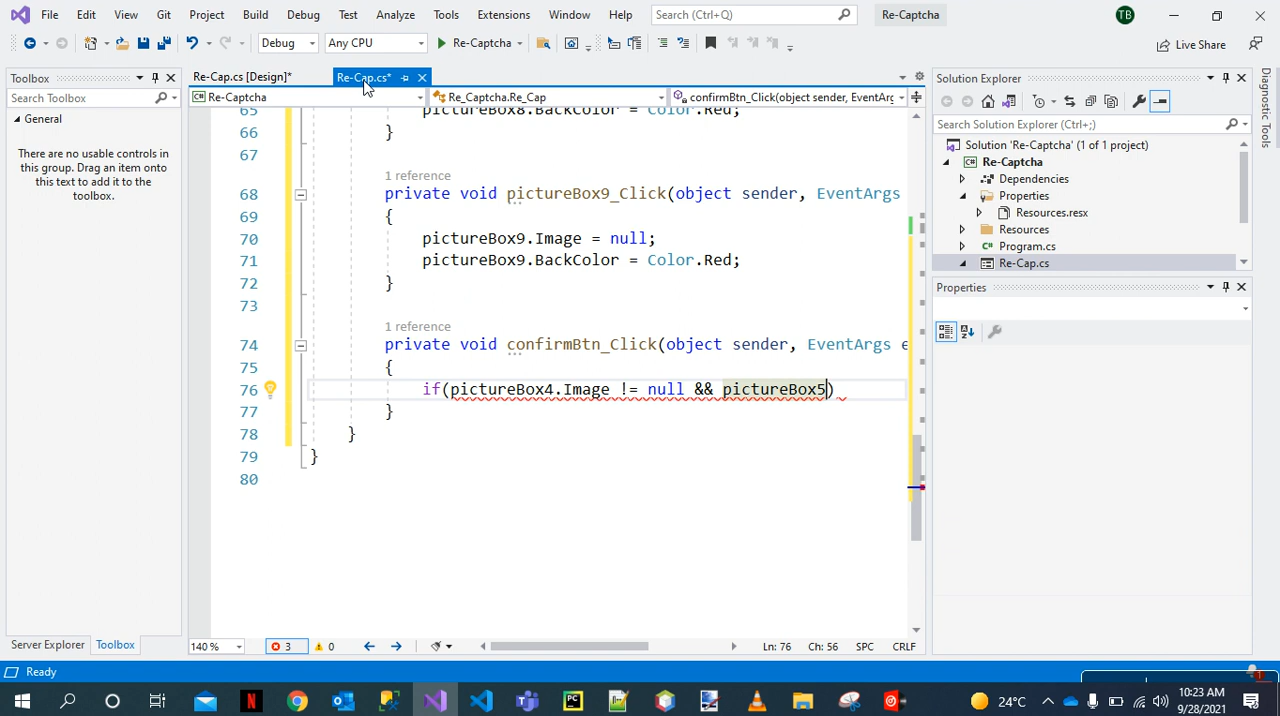 File Edit View Git Project Build Debug Test Analyze Tools Extensions Window Help Search (Ctrl+Q) Re-Captcha TB
Debug Any CPU Re-Captcha Live Share
Toolbox
Search Toolbox
General
There are no usable controls in
this group. Drag an item onto
this text to add it to the
toolbox.
Server Explorer Toolbox
Re-Cap.cs [Design]* Re-Cap.cs*
Re-Captcha Re_Captcha.Re_Cap confirmBtn_Click(object sender, EventArg
65 pictureBox8.BackColor = Color.Red;
66 }
67
1 reference
68 private void pictureBox9_Click(object sender, EventArgs
69 {
70 pictureBox9.Image = null;
71 pictureBox9.BackColor = Color.Red;
72 }
73
1 reference
74 private void confirmBtn_Click(object sender, EventArgs e
75 {
76 if(pictureBox4.Image != null && pictureBox5)
77 }
78 }
79 }
80
140 % 3 0 Ln: 76 Ch: 56 SPC CRLF
Solution Explorer
Search Solution Explorer (Ctrl+;)
Solution 'Re-Captcha' (1 of 1 project)
Re-Captcha
Dependencies
Properties
Resources.resx
Resources
Program.cs
Re-Cap.cs
Properties
Diagnostic Tools
Ready 1
24°C 10:23 AM
9/28/2021